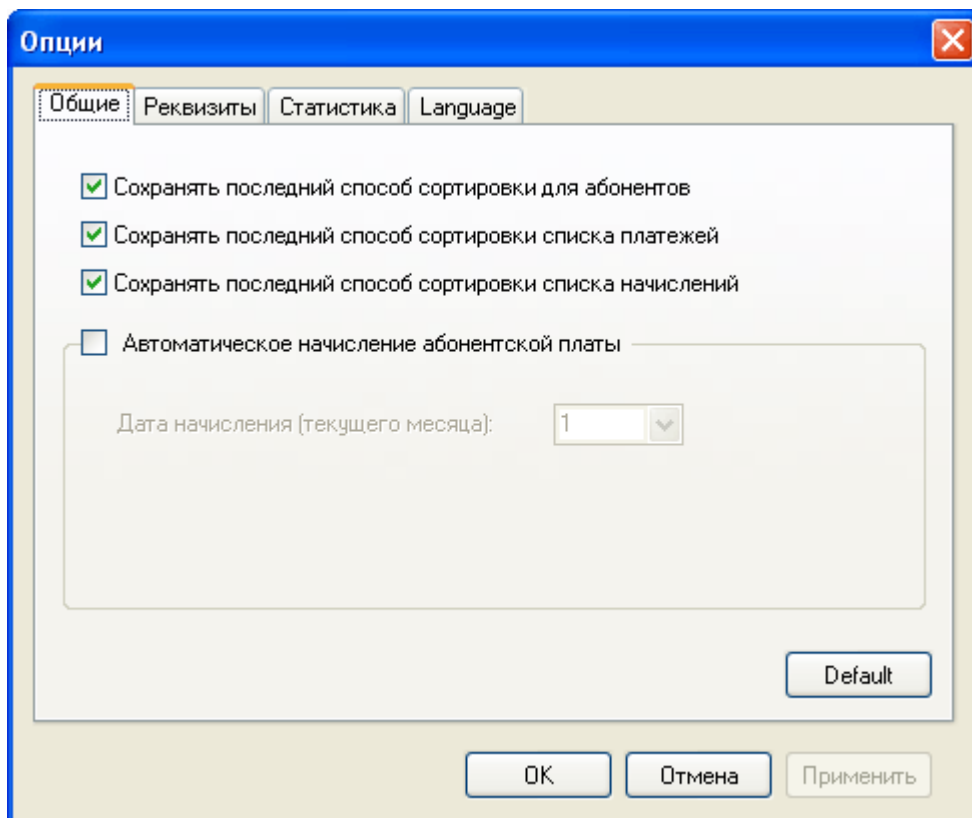 Опции
Общие Реквизиты Статистика Language
Сохранять последний способ сортировки для абонентов
Сохранять последний способ сортировки списка платежей
Сохранять последний способ сортировки списка начислений
Автоматическое начисление абонентской платы
Дата начисления (текущего месяца): 1
Default
OK Отмена Применить